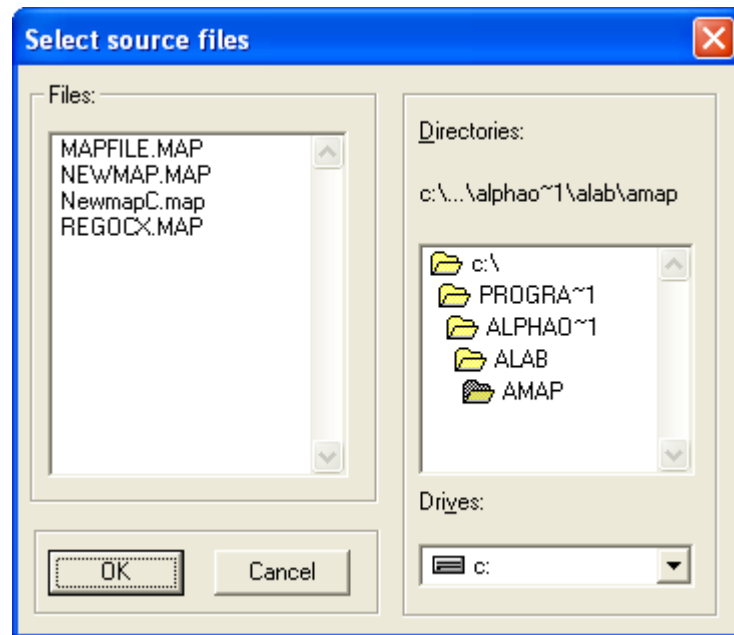 Select source files
Files:
MAPFILE.MAP
NEWMAP.MAP
NewmapC.map
REGOCX.MAP
OK
Cancel
Directories:
c:\...\alphao~1\alab\amap
c:\
PROGRA~1
ALPHAO~1
ALAB
AMAP
Drives:
c: